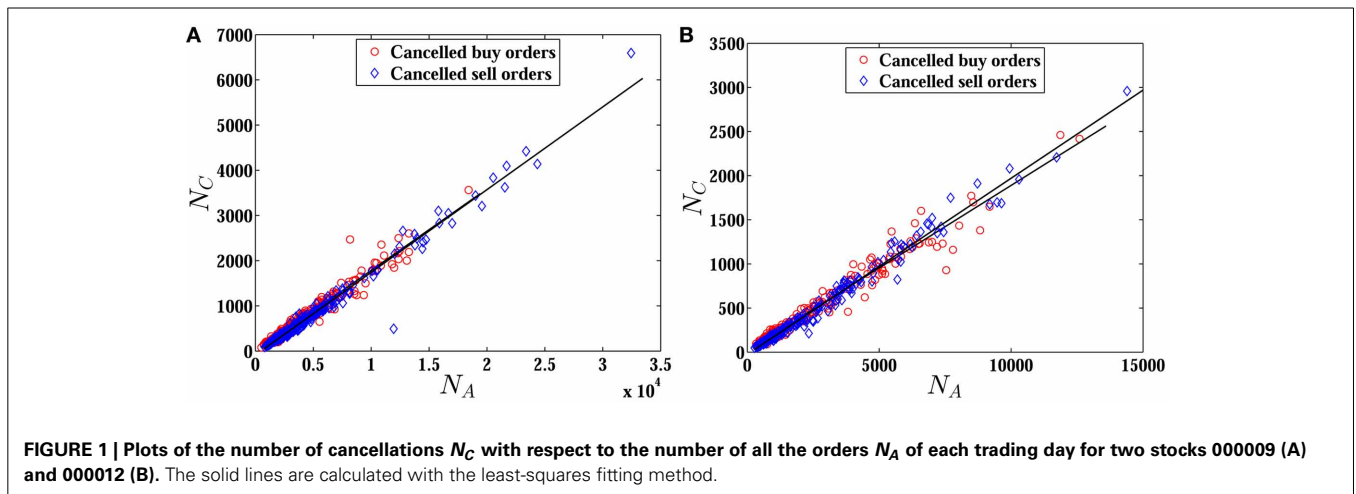 A
7000
6000
5000
4000
3000
2000
1000
0
N_C
Cancelled buy orders
Cancelled sell orders
0 0.5 1 1.5 2 2.5 3 3.5
x 10^4
N_A
B
3500
3000
2500
2000
1500
1000
500
0
N_C
Cancelled buy orders
Cancelled sell orders
0 5000 10000 15000
N_A
FIGURE 1 | Plots of the number of cancellations N_C with respect to the number of all the orders N_A of each trading day for two stocks 000009 (A)
and 000012 (B). The solid lines are calculated with the least-squares fitting method.